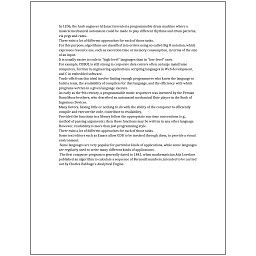 In 1206, the Arab engineer Al-Jazari invented a programmable drum machine where a
musical mechanical automaton could be made to play different rhythms and drum patterns,
via pegs and cams.
There exist a lot of different approaches for each of those tasks.
For this purpose, algorithms are classified into orders using so-called Big O notation, which
expresses resource use, such as execution time or memory consumption, in terms of the size
of an input.
It is usually easier to code in "high-level" languages than in "low-level" ones.
For example, COBOL is still strong in corporate data centers often on large mainframe
computers, Fortran in engineering applications, scripting languages in Web development,
and C in embedded software.
Trade-offs from this ideal involve finding enough programmers who know the language to
build a team, the availability of compilers for that language, and the efficiency with which
programs written in a given language execute.
As early as the 9th century, a programmable music sequencer was invented by the Persian
Banu Musa brothers, who described an automated mechanical flute player in the Book of
Ingenious Devices.
Many factors, having little or nothing to do with the ability of the computer to efficiently
compile and execute the code, contribute to readability.
Provided the functions in a library follow the appropriate run-time conventions (e.g.,
method of passing arguments), then these functions may be written in any other language.
However, readability is more than just programming style.
There exist a lot of different approaches for each of those tasks.
Some text editors such as Emacs allow GDB to be invoked through them, to provide a visual
environment.
Some languages are very popular for particular kinds of applications, while some languages
are regularly used to write many different kinds of applications.
The first computer program is generally dated to 1843, when mathematician Ada Lovelace
published an algorithm to calculate a sequence of Bernoulli numbers, intended to be carried
out by Charles Babbage's Analytical Engine.